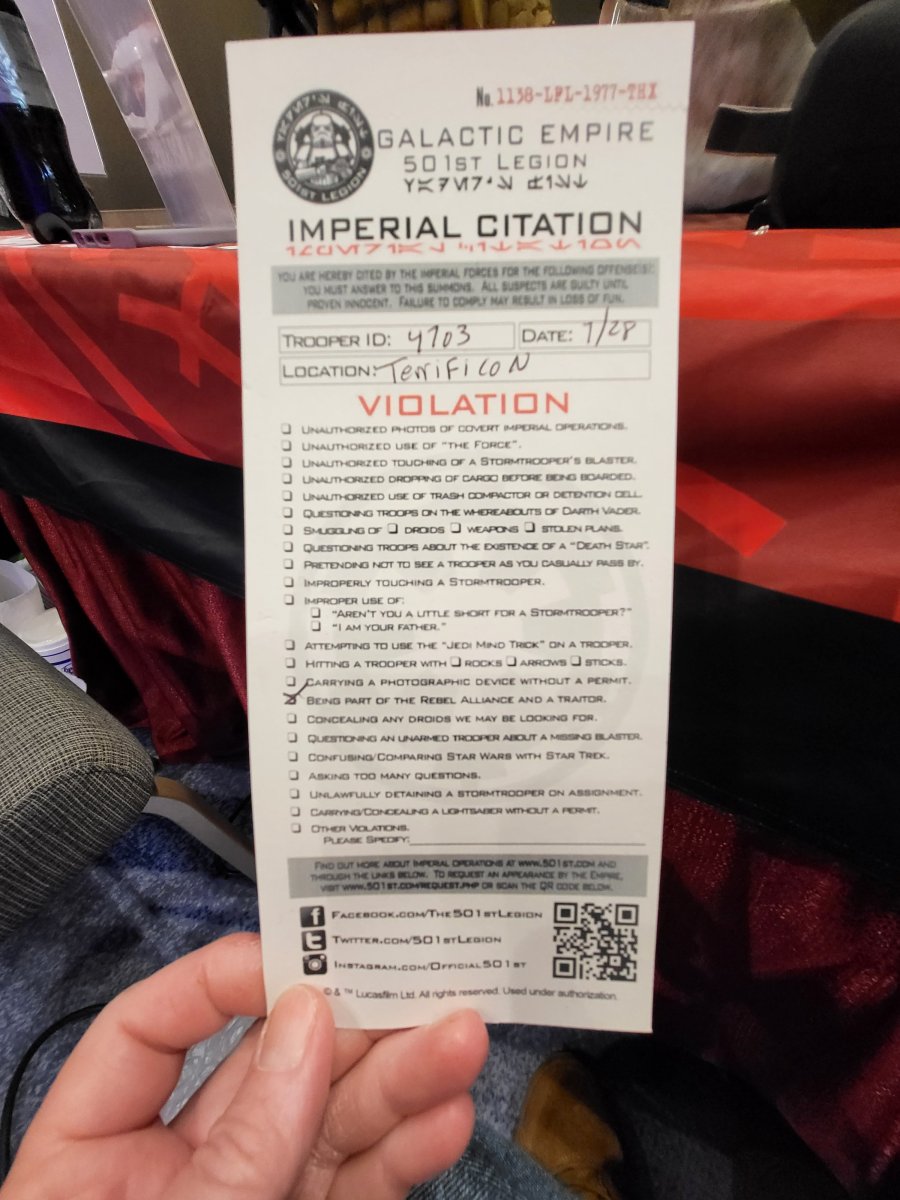 No. 1138-LFL-1977-THX
GALACTIC EMPIRE
501ST LEGION
IMPERIAL CITATION
YOU ARE HEREBY CITED BY THE IMPERIAL FORCES FOR THE FOLLOWING OFFENSE(S).
YOU MUST ANSWER TO THIS SUMMONS. ALL SUSPECTS ARE GUILTY UNTIL
PROVEN INNOCENT. FAILURE TO COMPLY MAY RESULT IN LOSS OF FUN.
TROOPER ID: 4703 DATE: 7/28
LOCATION: TerriFicoN
VIOLATION
☐ UNAUTHORIZED PHOTOS OF COVERT IMPERIAL OPERATIONS.
☐ UNAUTHORIZED USE OF "THE FORCE".
☐ UNAUTHORIZED TOUCHING OF A STORMTROOPER'S BLASTER.
☐ UNAUTHORIZED DROPPING OF CARGO BEFORE BEING BOARDED.
☐ UNAUTHORIZED USE OF TRASH COMPACTOR OR DETENTION CELL.
☐ QUESTIONING TROOPS ON THE WHEREABOUTS OF DARTH VADER.
☐ SMUGGLING OF ☐ DROIDS ☐ WEAPONS ☐ STOLEN PLANS.
☐ QUESTIONING TROOPS ABOUT THE EXISTENCE OF A "DEATH STAR".
☐ PRETENDING NOT TO SEE A TROOPER AS YOU CASUALLY PASS BY.
☐ IMPROPERLY TOUCHING A STORMTROOPER.
☐ IMPROPER USE OF:
☐ "AREN'T YOU A LITTLE SHORT FOR A STORMTROOPER?"
☐ "I AM YOUR FATHER."
☐ ATTEMPTING TO USE THE "JEDI MIND TRICK" ON A TROOPER.
☐ HITTING A TROOPER WITH ☐ ROCKS ☐ ARROWS ☐ STICKS.
☐ CARRYING A PHOTOGRAPHIC DEVICE WITHOUT A PERMIT.
☑ BEING PART OF THE REBEL ALLIANCE AND A TRAITOR.
☐ CONCEALING ANY DROIDS WE MAY BE LOOKING FOR.
☐ QUESTIONING AN UNARMED TROOPER ABOUT A MISSING BLASTER.
☐ CONFUSING/COMPARING STAR WARS WITH STAR TREK.
☐ ASKING TOO MANY QUESTIONS.
☐ UNLAWFULLY DETAINING A STORMTROOPER ON ASSIGNMENT.
☐ CARRYING/CONCEALING A LIGHTSABER WITHOUT A PERMIT.
☐ OTHER VIOLATIONS.
PLEASE SPECIFY:
FIND OUT MORE ABOUT IMPERIAL OPERATIONS AT WWW.501ST.COM AND
THROUGH THE LINKS BELOW. TO REQUEST AN APPEARANCE BY THE EMPIRE,
VISIT WWW.501ST.COM/REQUEST.PHP OR SCAN THE QR CODE BELOW.
FACEBOOK.COM/THE501STLEGION
TWITTER.COM/501STLEGION
INSTAGRAM.COM/OFFICIAL501ST
© & ™ Lucasfilm Ltd. All rights reserved. Used under authorization.
501ST LEGION